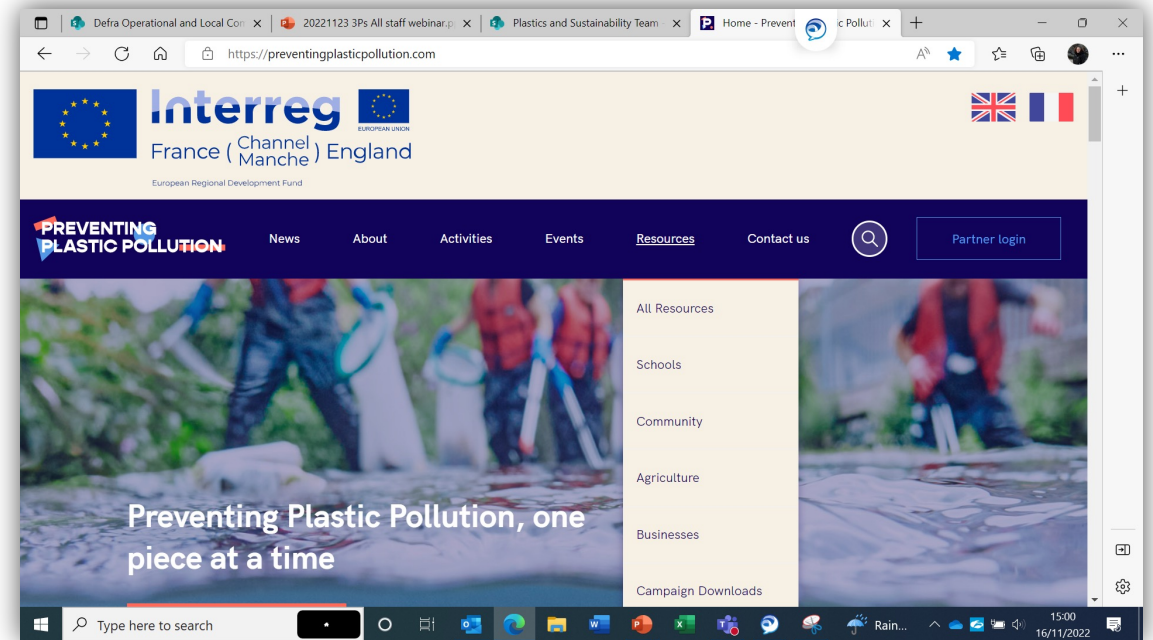 Defra Operational and Local Con
20221123 3Ps All staff webinar.p
Plastics and Sustainability Team -
Home - Prevent
c Polluti
https://preventingplasticpollution.com
Interreg
EUROPEAN UNION
France ( Channel Manche ) England
European Regional Development Fund
PREVENTING
PLASTIC POLLUTION
News
About
Activities
Events
Resources
Contact us
Partner login
All Resources
Schools
Community
Agriculture
Businesses
Campaign Downloads
Preventing Plastic Pollution, one
piece at a time
Type here to search
Rain...
15:00
16/11/2022